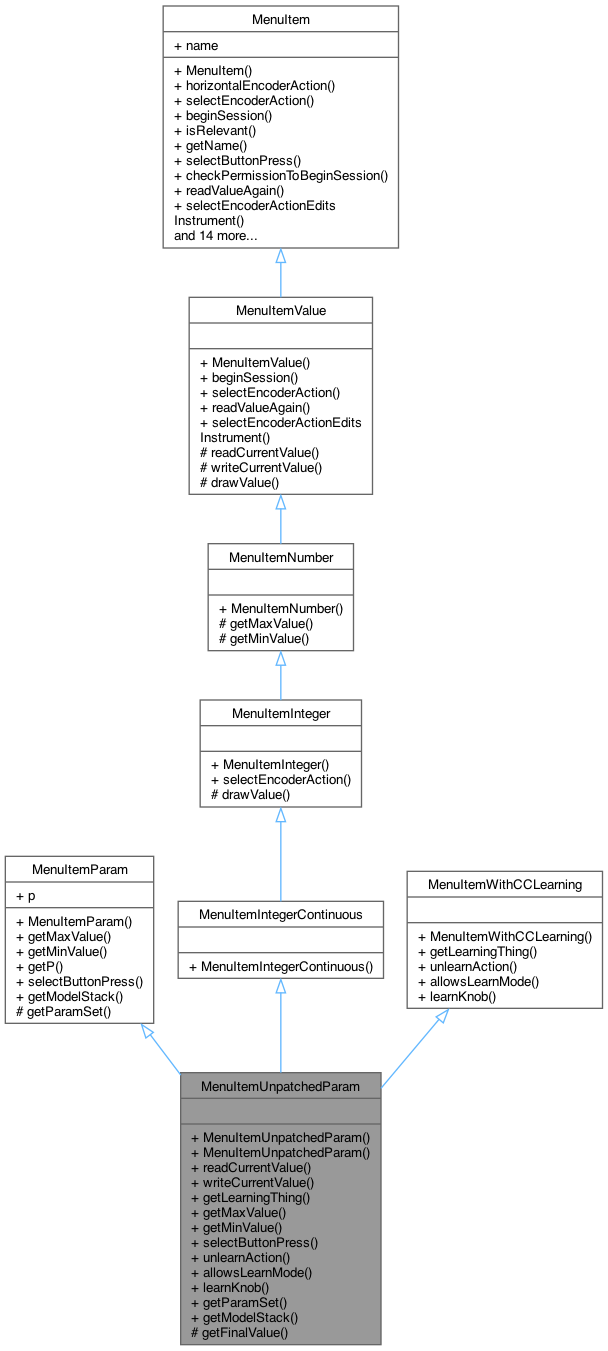 MenuItem
+ name
+ MenuItem()
+ horizontalEncoderAction()
+ selectEncoderAction()
+ beginSession()
+ isRelevant()
+ getName()
+ selectButtonPress()
+ checkPermissionToBeginSession()
+ readValueAgain()
+ selectEncoderActionEdits
Instrument()
and 14 more...
MenuItemValue
+ MenuItemValue()
+ beginSession()
+ selectEncoderAction()
+ readValueAgain()
+ selectEncoderActionEdits
Instrument()
# readCurrentValue()
# writeCurrentValue()
# drawValue()
MenuItemNumber
+ MenuItemNumber()
# getMaxValue()
# getMinValue()
MenuItemInteger
+ MenuItemInteger()
+ selectEncoderAction()
# drawValue()
MenuItemParam
+ p
+ MenuItemParam()
+ getMaxValue()
+ getMinValue()
+ getP()
+ selectButtonPress()
+ getModelStack()
# getParamSet()
MenuItemIntegerContinuous
+ MenuItemIntegerContinuous()
MenuItemWithCCLearning
+ MenuItemWithCCLearning()
+ getLearningThing()
+ unlearnAction()
+ allowsLearnMode()
+ learnKnob()
MenuItemUnpatchedParam
+ MenuItemUnpatchedParam()
+ MenuItemUnpatchedParam()
+ readCurrentValue()
+ writeCurrentValue()
+ getLearningThing()
+ getMaxValue()
+ getMinValue()
+ selectButtonPress()
+ unlearnAction()
+ allowsLearnMode()
+ learnKnob()
+ getParamSet()
+ getModelStack()
# getFinalValue()